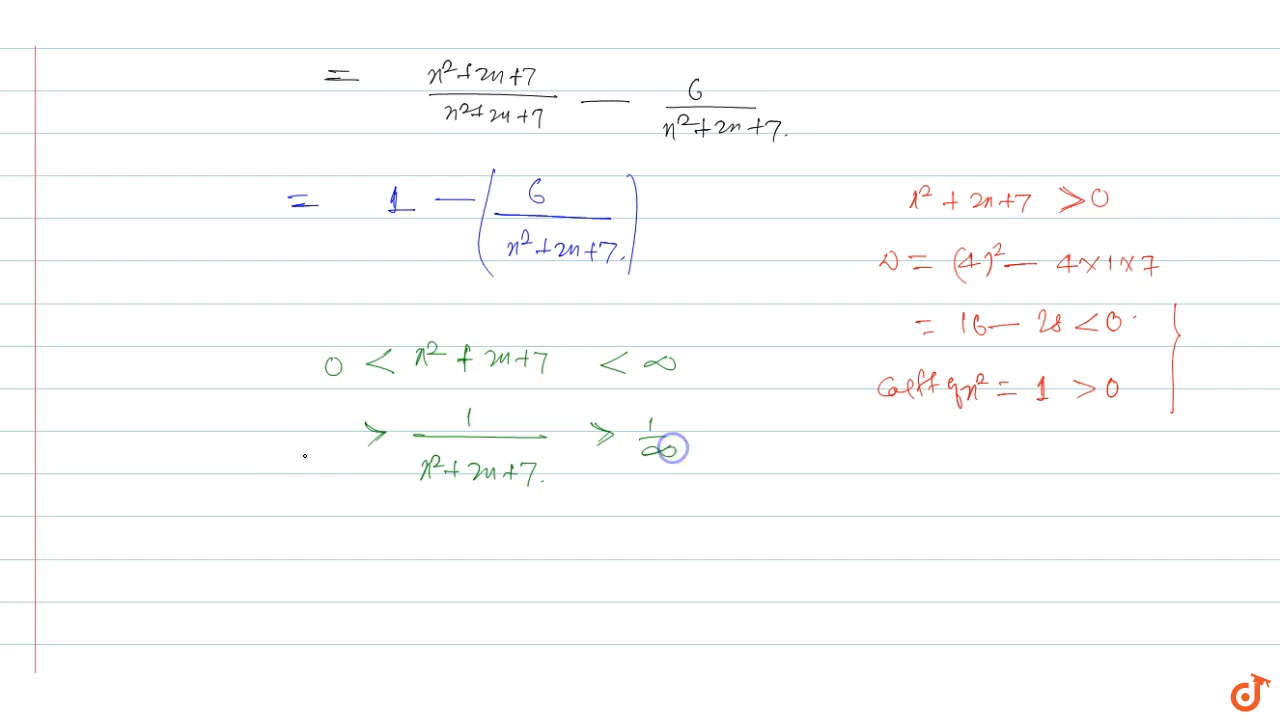 = x²+2x+7 / x²+2x+7 — 6 / x²+2x+7.
= 1 — ( 6 / x²+2x+7. )
0 < x² + 2x+7 < ∞
> 1 / x²+2x+7. > 1/∞
x² + 2x+7 >0
D = (4)² — 4×1×7
= 16 — 28 <0.
Coeff of x² = 1 >0